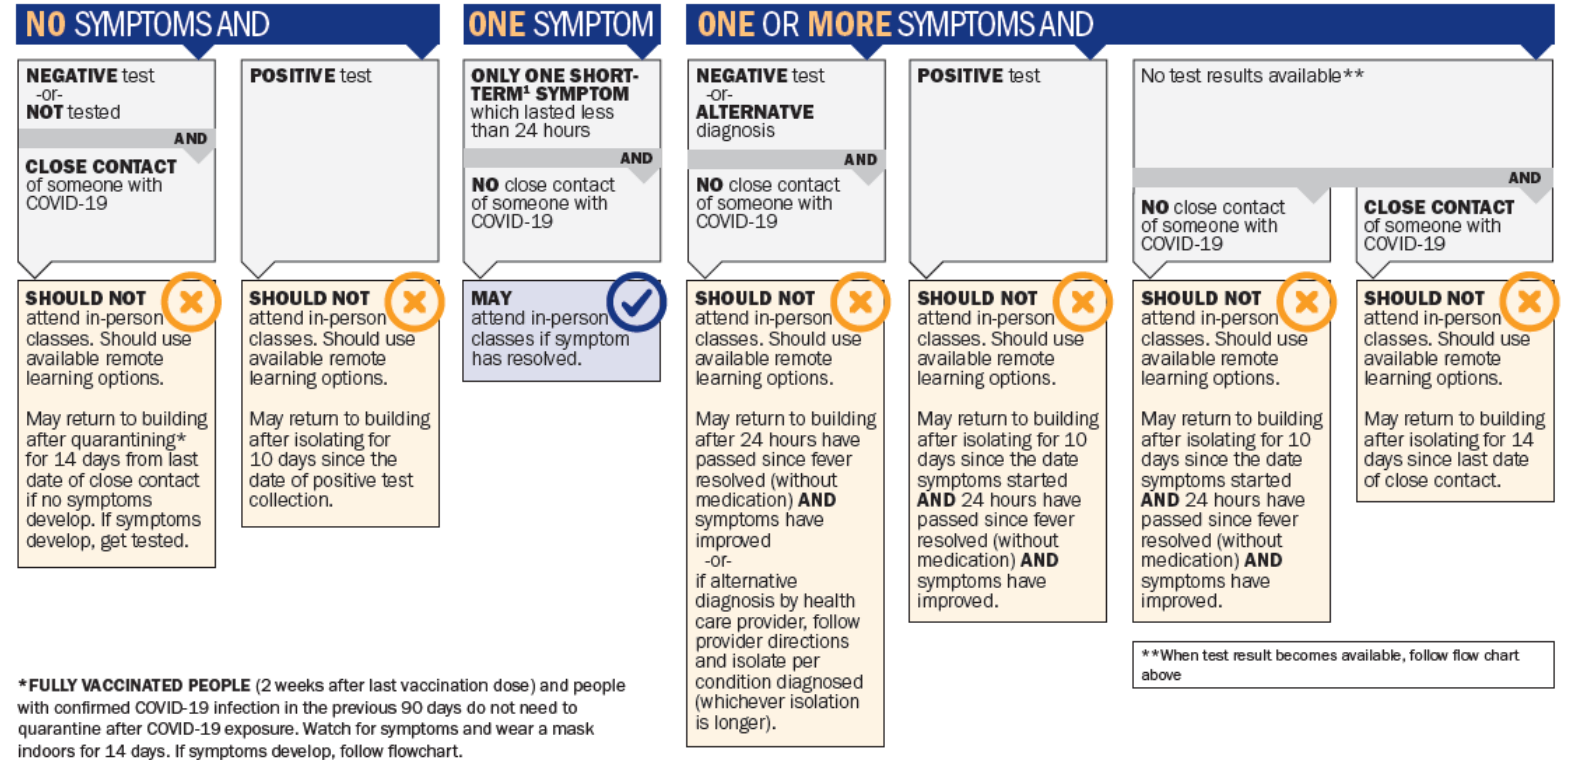 NO SYMPTOMS AND
NEGATIVE test
-or-
NOT tested
AND
CLOSE CONTACT
of someone with
COVID-19
SHOULD NOT
attend in-person
classes. Should use
available remote
learning options.
May return to building
after quarantining*
for 14 days from last
date of close contact
if no symptoms
develop. If symptoms
develop, get tested.
POSITIVE test
SHOULD NOT
attend in-person
classes. Should use
available remote
learning options.
May return to building
after isolating for
10 days since the
date of positive test
collection.
ONE SYMPTOM
ONLY ONE SHORT-
TERM¹ SYMPTOM
which lasted less
than 24 hours
AND
NO close contact
of someone with
COVID-19
MAY
attend in-person
classes if symptom
has resolved.
ONE OR MORE SYMPTOMS AND
NEGATIVE test
-or-
ALTERNATVE
diagnosis
AND
NO close contact
of someone with
COVID-19
SHOULD NOT
attend in-person
classes. Should use
available remote
learning options.
May return to building
after 24 hours have
passed since fever
resolved (without
medication) AND
symptoms have
improved
-or-
if alternative
diagnosis by health
care provider, follow
provider directions
and isolate per
condition diagnosed
(whichever isolation
is longer).
POSITIVE test
SHOULD NOT
attend in-person
classes. Should use
available remote
learning options.
May return to building
after isolating for 10
days since the date
symptoms started
AND 24 hours have
passed since fever
resolved (without
medication) AND
symptoms have
improved.
No test results available**
AND
NO close contact
of someone with
COVID-19
SHOULD NOT
attend in-person
classes. Should use
available remote
learning options.
May return to building
after isolating for 10
days since the date
symptoms started
AND 24 hours have
passed since fever
resolved (without
medication) AND
symptoms have
improved.
CLOSE CONTACT
of someone with
COVID-19
SHOULD NOT
attend in-person
classes. Should use
available remote
learning options.
May return to building
after isolating for 14
days since last date
of close contact.
**When test result becomes available, follow flow chart
above
*FULLY VACCINATED PEOPLE (2 weeks after last vaccination dose) and people
with confirmed COVID-19 infection in the previous 90 days do not need to
quarantine after COVID-19 exposure. Watch for symptoms and wear a mask
indoors for 14 days. If symptoms develop, follow flowchart.